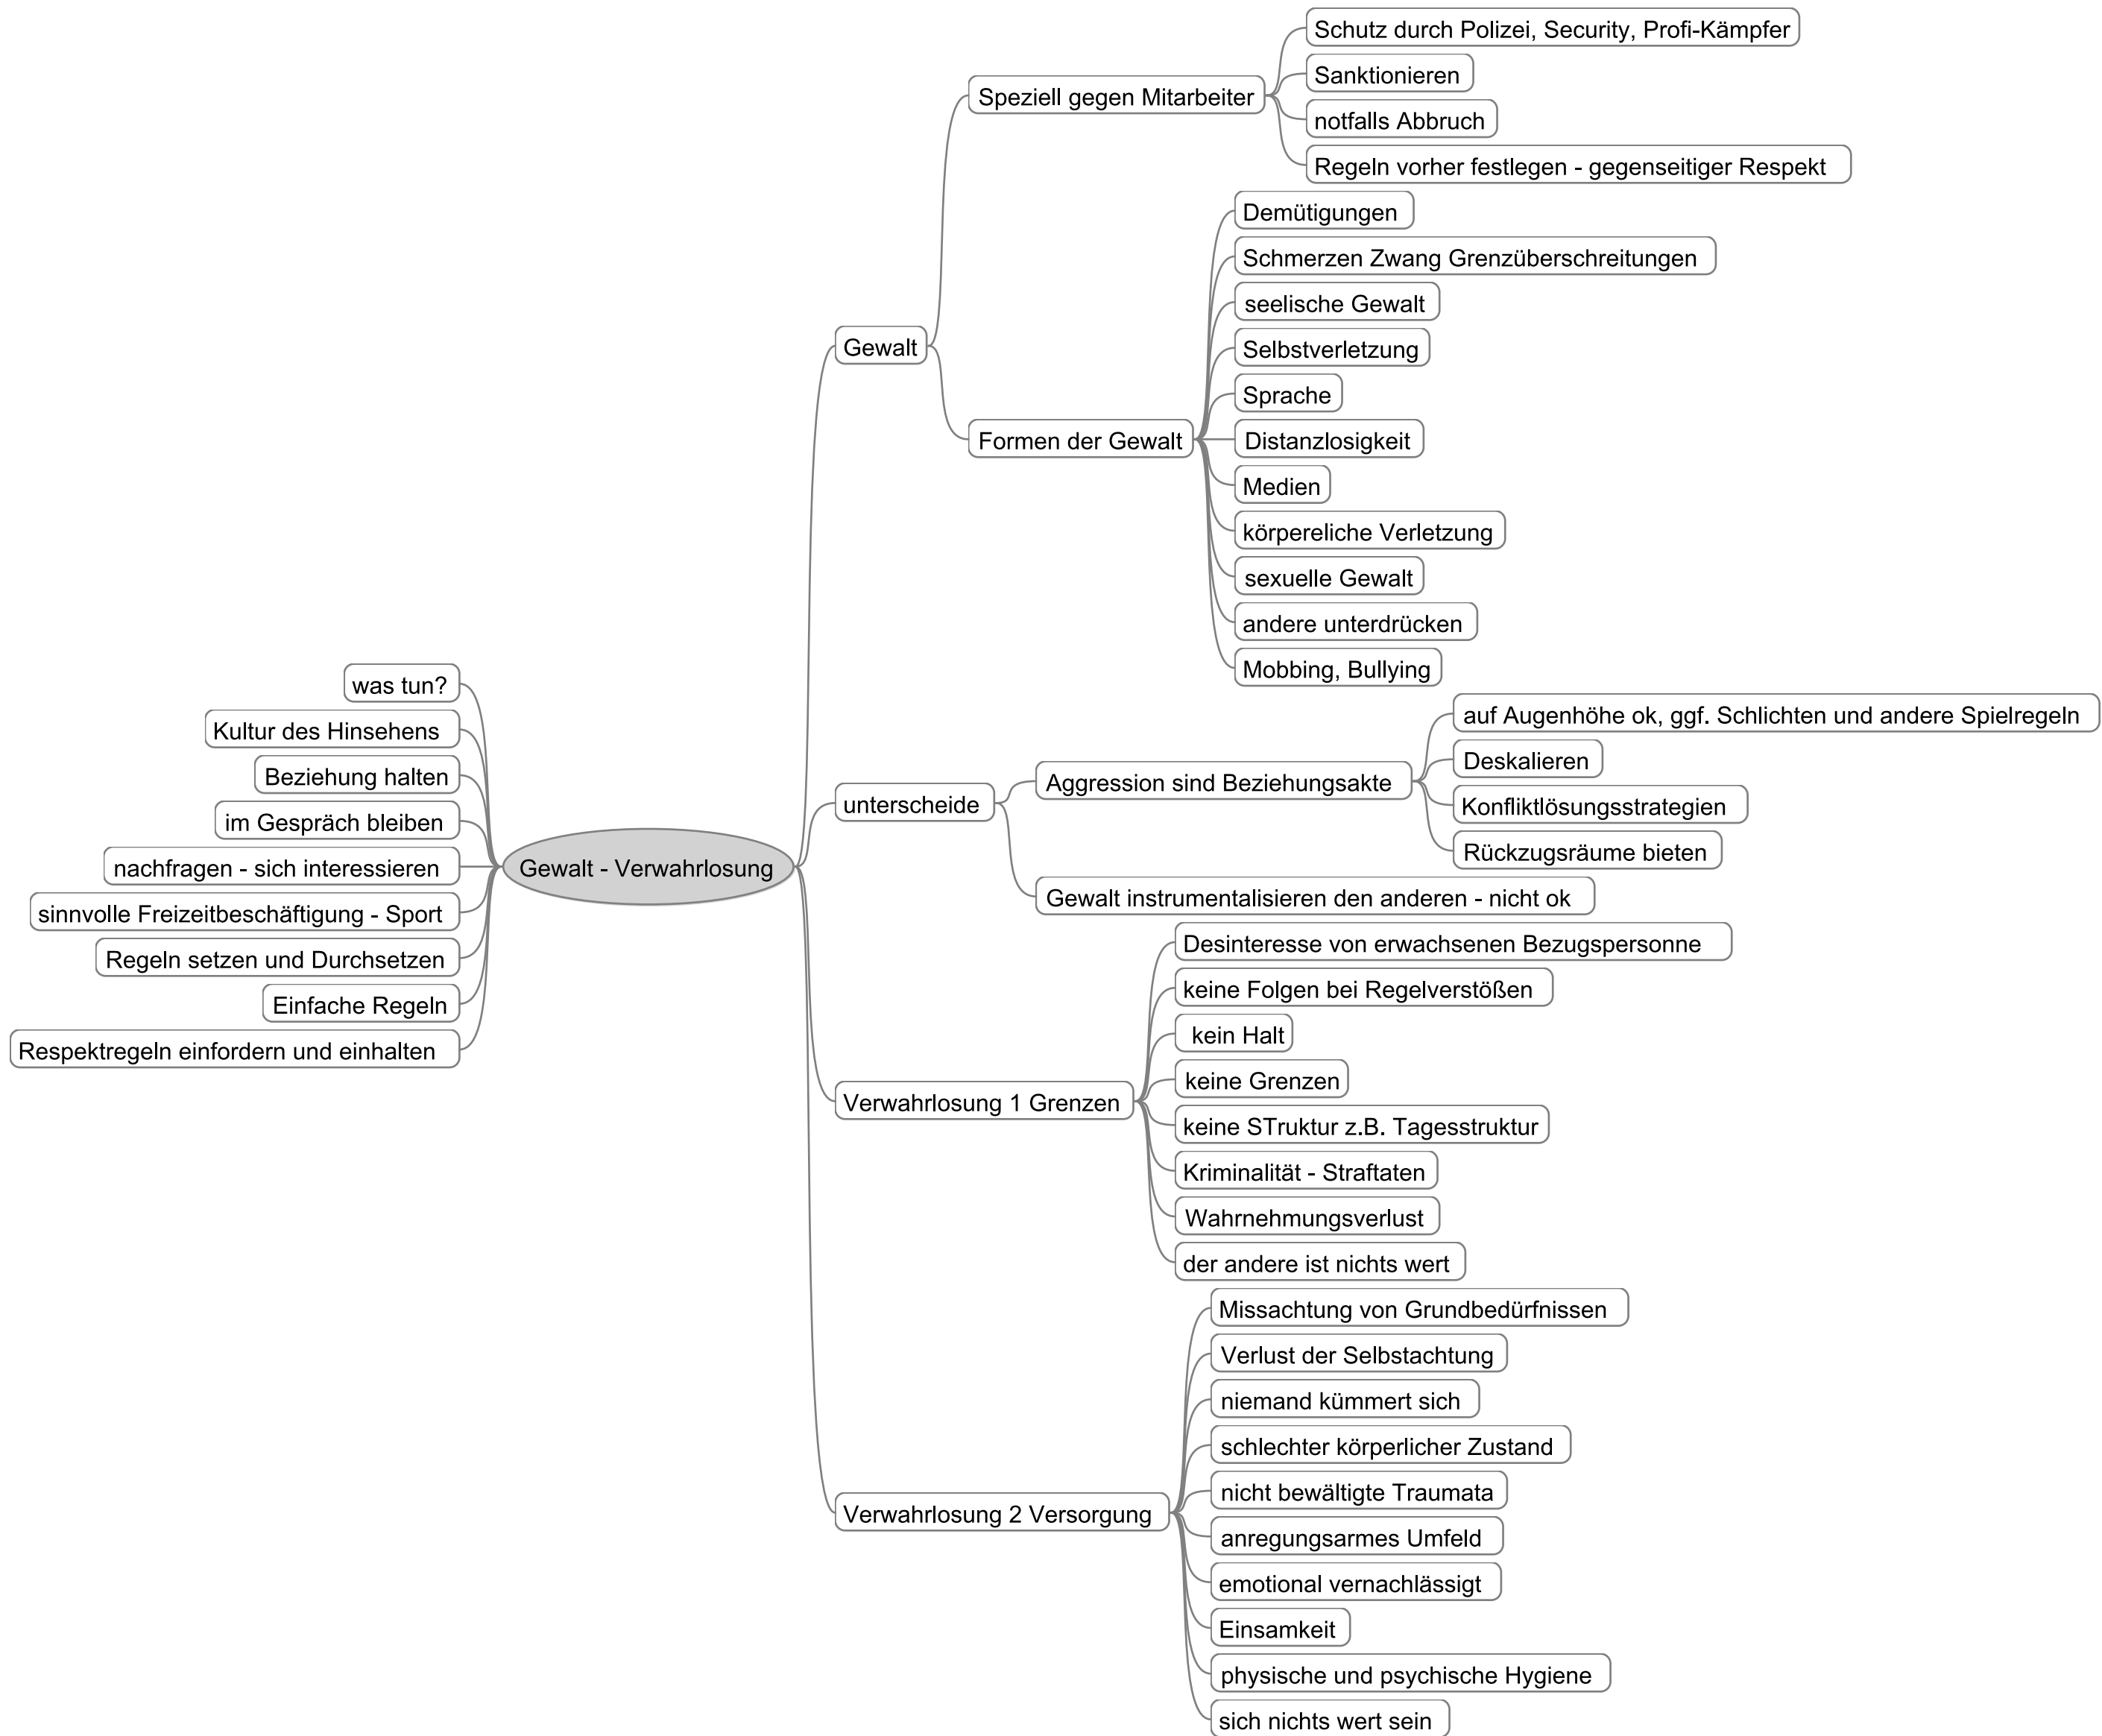 was tun?
Kultur des Hinsehens
Beziehung halten
im Gespräch bleiben
nachfragen - sich interessieren
sinnvolle Freizeitbeschäftigung - Sport
Regeln setzen und Durchsetzen
Einfache Regeln
Respektregeln einfordern und einhalten
Gewalt - Verwahrlosung
Gewalt
Speziell gegen Mitarbeiter
Schutz durch Polizei, Security, Profi-Kämpfer
Sanktionieren
notfalls Abbruch
Regeln vorher festlegen - gegenseitiger Respekt
Formen der Gewalt
Demütigungen
Schmerzen Zwang Grenzüberschreitungen
seelische Gewalt
Selbstverletzung
Sprache
Distanzlosigkeit
Medien
körpereliche Verletzung
sexuelle Gewalt
andere unterdrücken
Mobbing, Bullying
unterscheide
Aggression sind Beziehungsakte
auf Augenhöhe ok, ggf. Schlichten und andere Spielregeln
Deskalieren
Konfliktlösungsstrategien
Rückzugsräume bieten
Gewalt instrumentalisieren den anderen - nicht ok
Verwahrlosung 1 Grenzen
Desinteresse von erwachsenen Bezugspersonne
keine Folgen bei Regelverstößen
kein Halt
keine Grenzen
keine STruktur z.B. Tagesstruktur
Kriminalität - Straftaten
Wahrnehmungsverlust
der andere ist nichts wert
Verwahrlosung 2 Versorgung
Missachtung von Grundbedürfnissen
Verlust der Selbstachtung
niemand kümmert sich
schlechter körperlicher Zustand
nicht bewältigte Traumata
anregungsarmes Umfeld
emotional vernachlässigt
Einsamkeit
physische und psychische Hygiene
sich nichts wert sein